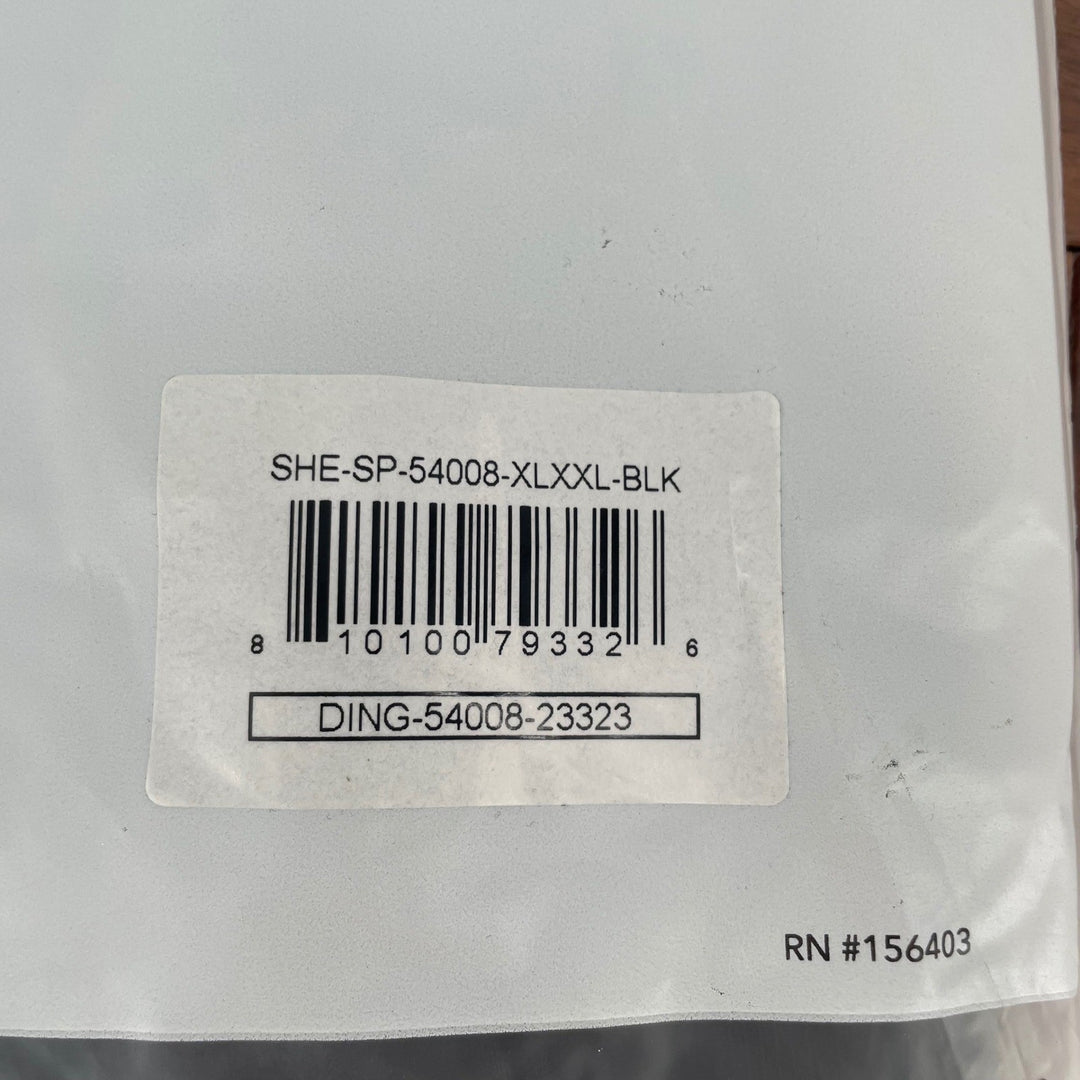 SHE-SP-54008-XLXXL-BLK
8 10100 79332 6
DING-54008-23323
RN #156403